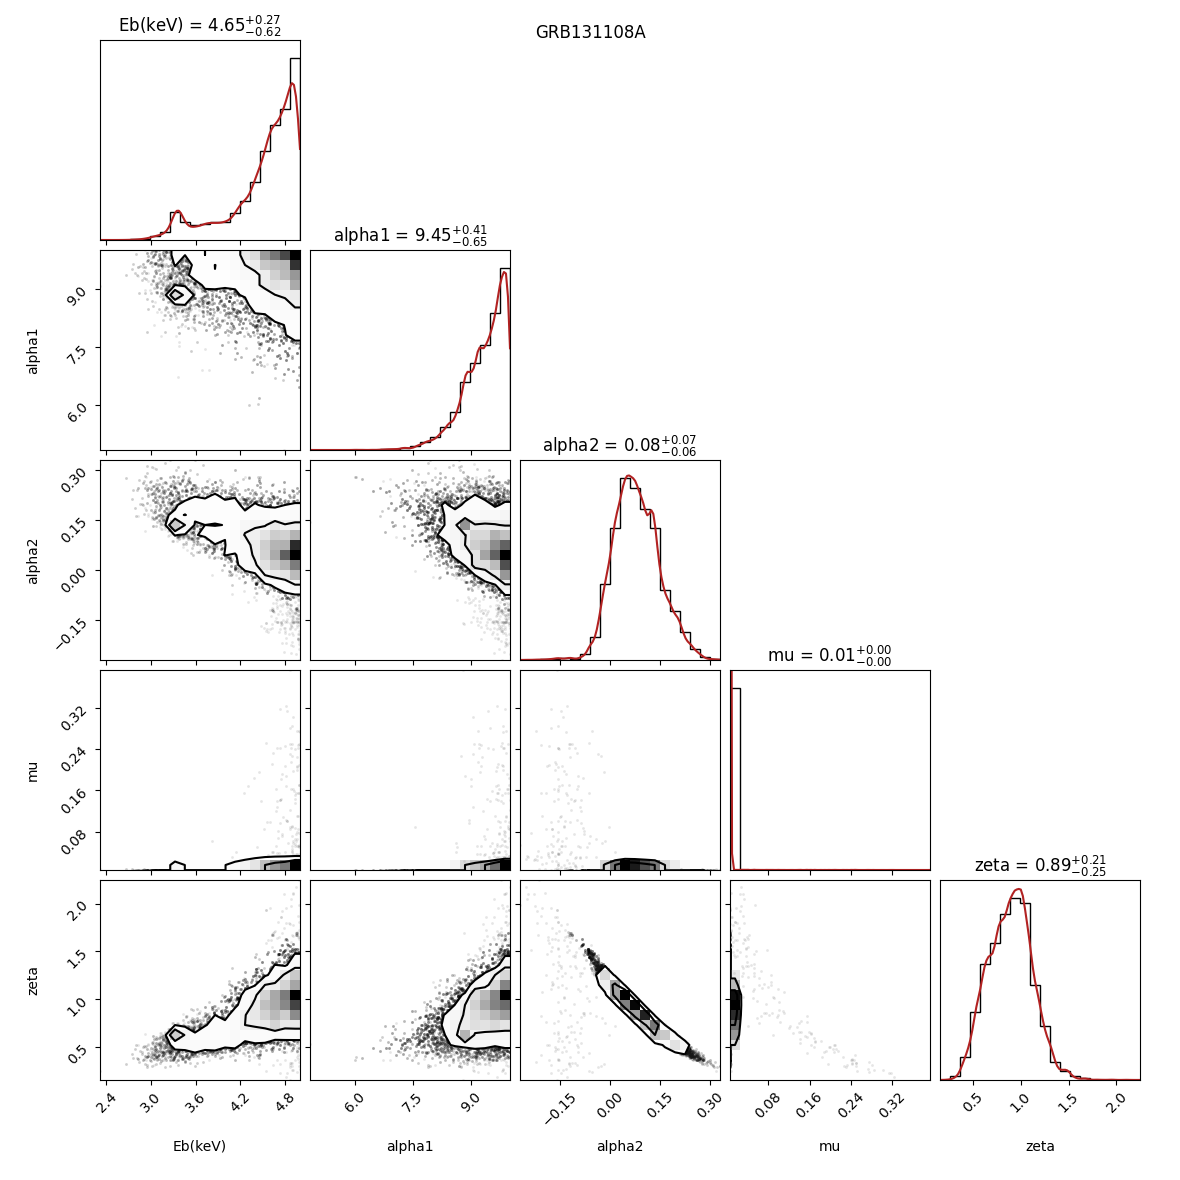 GRB131108A
Eb(keV) = 4.65+0.27 −0.62
alpha1 = 9.45+0.41 −0.65
9.0
7.5
6.0
alpha1
alpha2 = 0.08+0.07 −0.06
0.30
0.15
0.00
−0.15
alpha2
mu = 0.01+0.00 −0.00
0.32
0.24
0.16
0.08
mu
zeta = 0.89+0.21 −0.25
2.0
1.5
1.0
0.5
zeta
2.4 3.0 3.6 4.2 4.8 6.0 7.5 9.0 −0.15 0.00 0.15 0.30 0.08 0.16 0.24 0.32 0.5 1.0 1.5 2.0
Eb(keV) alpha1 alpha2 mu zeta